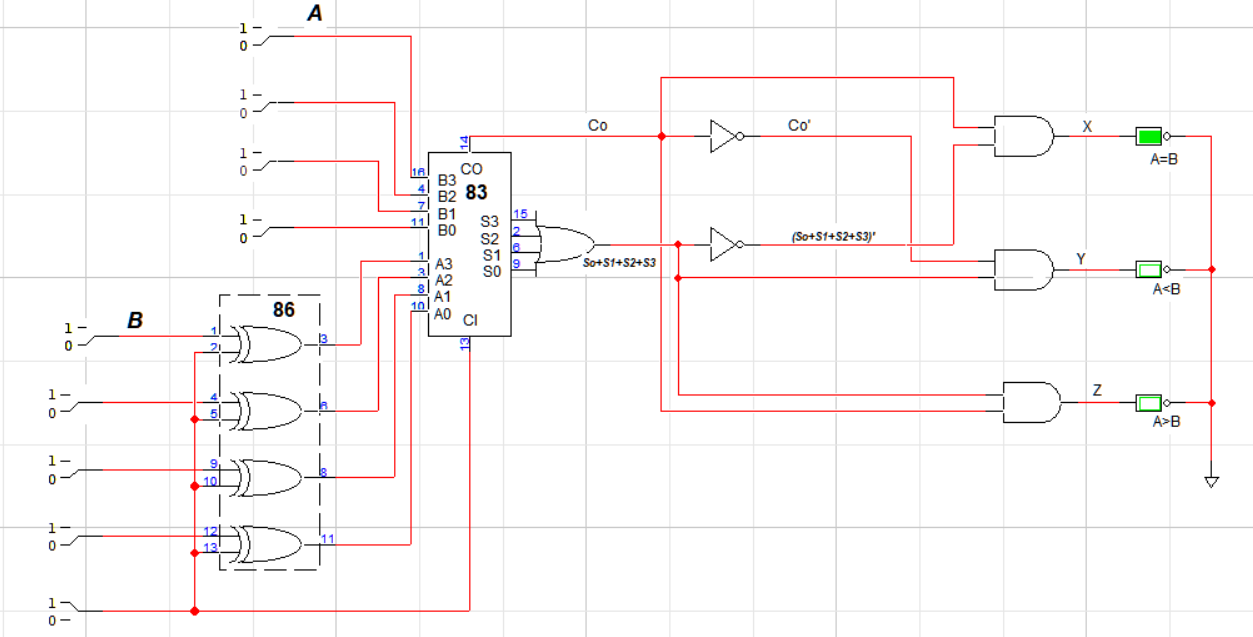 A
1
0
1
0
1
0
1
0
B
1
0
1
0
1
0
1
0
1
0
86
1
2
3
4
5
6
9
10
8
12
13
11
14
CO
83
16
B3
4
B2
7
B1
11
B0
1
A3
3
A2
8
A1
10
A0
CI
13
S3
15
S2
2
S1
6
S0
9
So+S1+S2+S3
Co
Co'
(So+S1+S2+S3)'
X
A=B
Y
A<B
Z
A>B